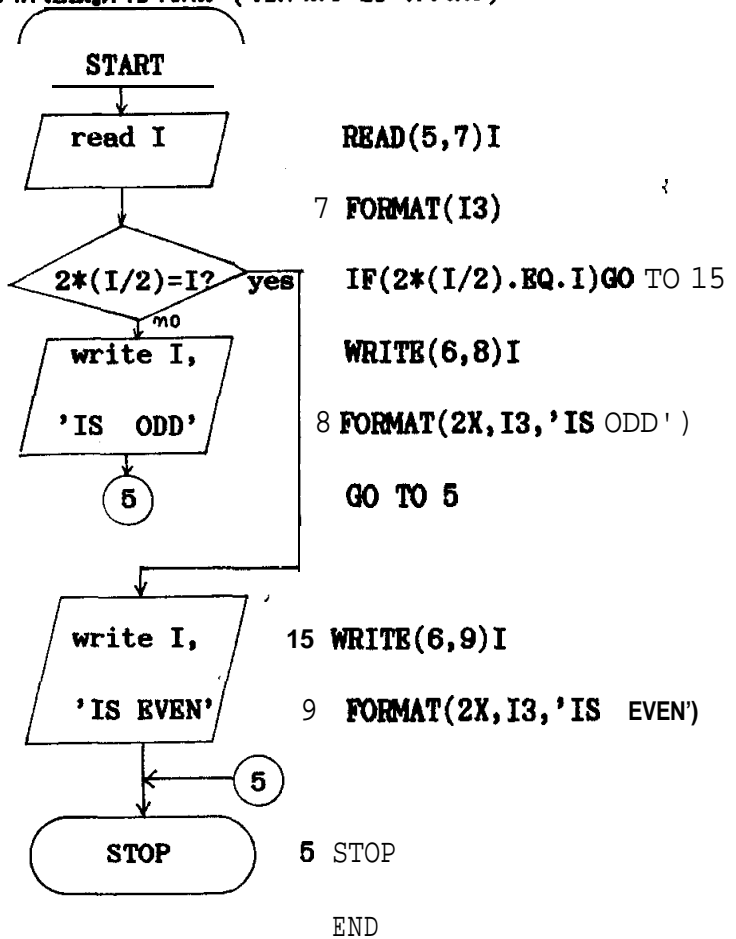 START
read I READ(5,7)I
7 FORMAT(I3)
2*(I/2)=I? yes IF(2*(I/2).EQ.I)GO TO 15
no
write I, WRITE(6,8)I
'IS ODD' 8 FORMAT(2X,I3,'IS ODD')
5 GO TO 5
write I, 15 WRITE(6,9)I
'IS EVEN' 9 FORMAT(2X,I3,'IS EVEN')
5
STOP 5 STOP
END